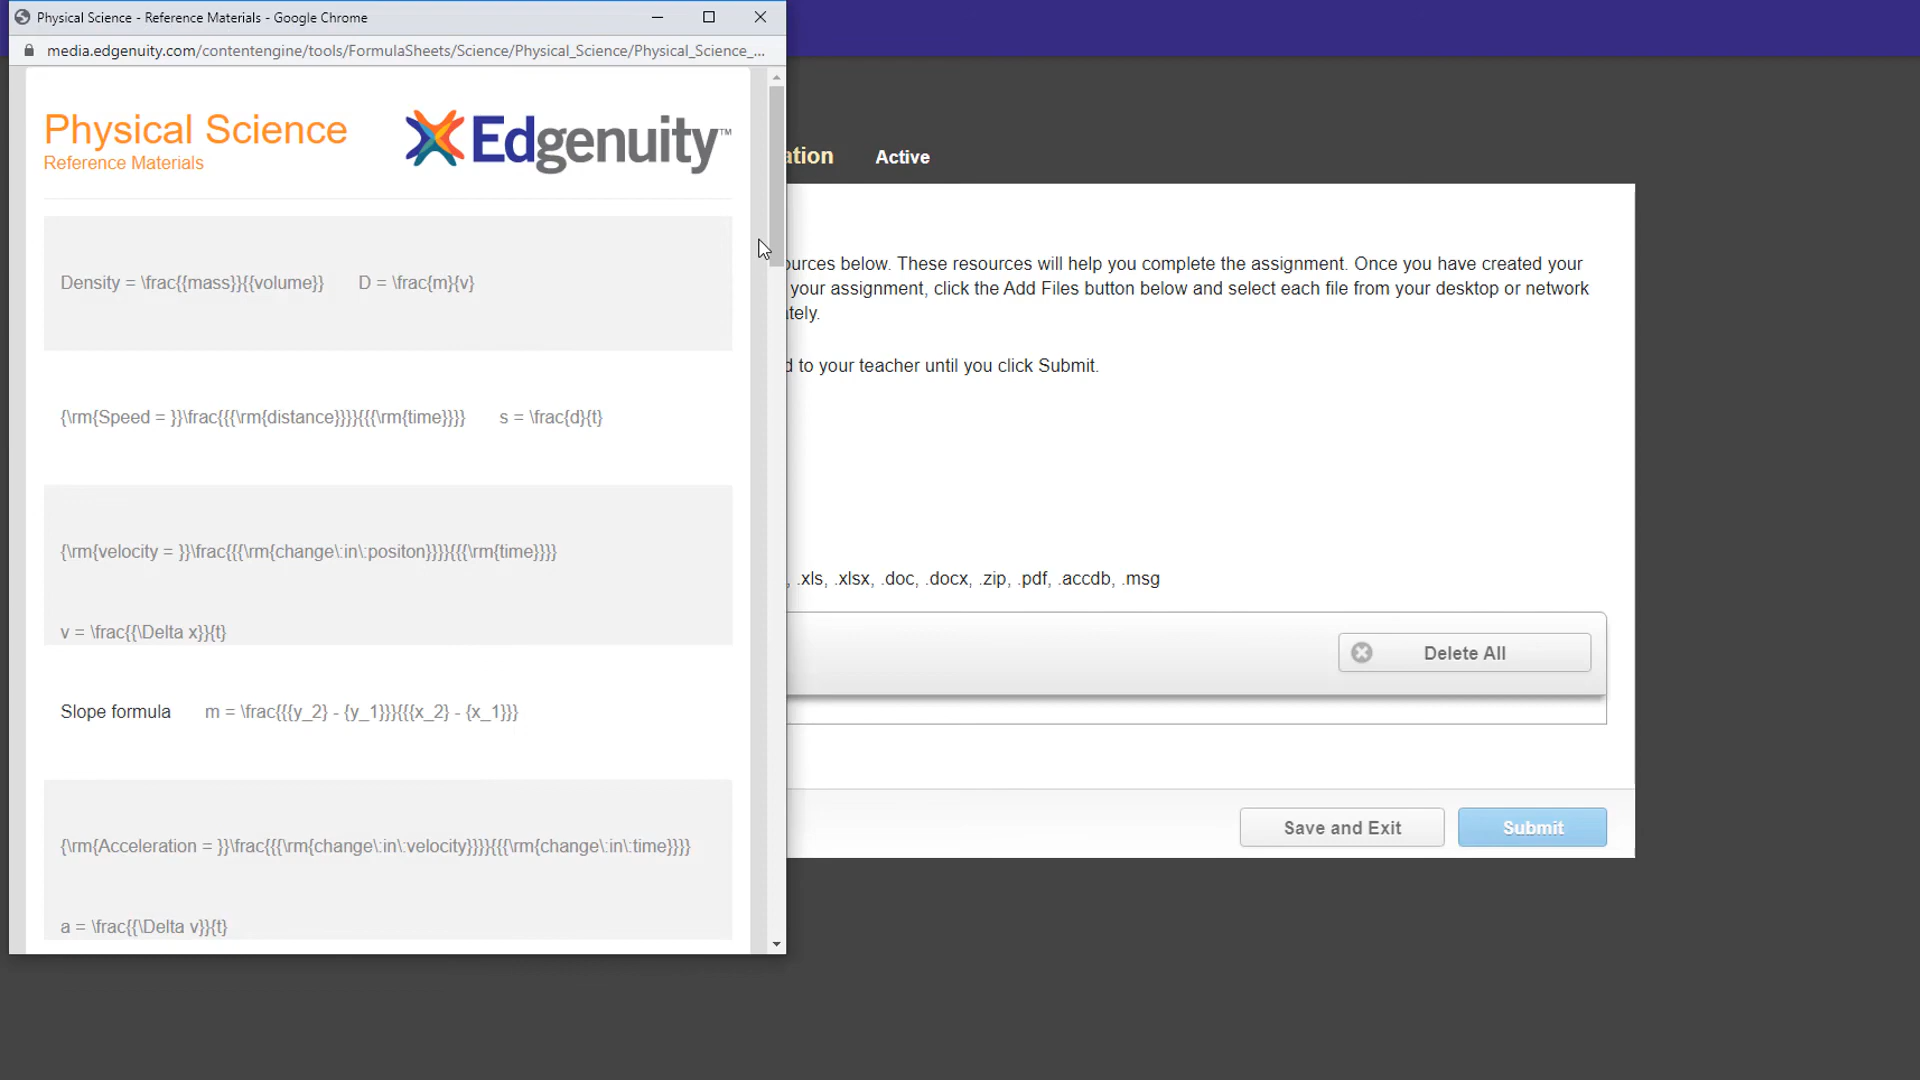 Physical Science - Reference Materials - Google Chrome
media.edgenuity.com/contentengine/tools/FormulaSheets/Science/Physical_Science/Physical_Science_...
Physical Science
Reference Materials
Edgenuity™
Density = \frac{{mass}}{{volume}} D = \frac{m}{v}
{\rm{Speed = }}\frac{{{\rm{distance}}}}{{{\rm{time}}}} s = \frac{d}{t}
{\rm{velocity = }}\frac{{{\rm{change\:in\:positon}}}}{{{\rm{time}}}}
v = \frac{{\Delta x}}{t}
Slope formula m = \frac{{{y_2} - {y_1}}}{{{x_2} - {x_1}}}
{\rm{Acceleration = }}\frac{{{\rm{change\:in\:velocity}}}}{{{\rm{change\:in\:time}}}}
a = \frac{{\Delta v}}{t}
Active
below. These resources will help you complete the assignment. Once you have created your
your assignment, click the Add Files button below and select each file from your desktop or network
to your teacher until you click Submit.
.xls, .xlsx, .doc, .docx, .zip, .pdf, .accdb, .msg
Delete All
Save and Exit
Submit